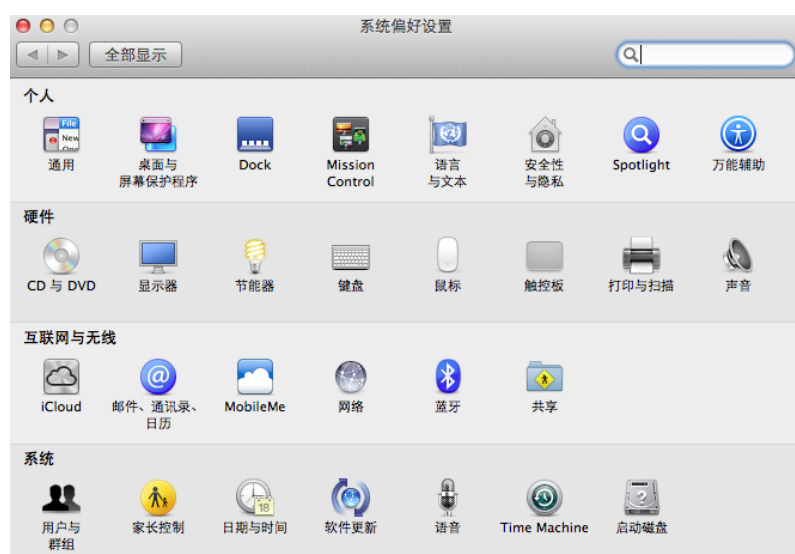 系统偏好设置
全部显示
个人
File
New
One
通用
桌面与
屏幕保护程序
Dock
Mission
Control
语言
与文本
安全性
与隐私
Spotlight
万能辅助
硬件
CD 与 DVD
显示器
节能器
键盘
鼠标
触控板
打印与扫描
声音
互联网与无线
iCloud
邮件、通讯录、
日历
MobileMe
网络
蓝牙
共享
系统
用户与
群组
家长控制
18
日期与时间
软件更新
语音
Time Machine
?
启动磁盘